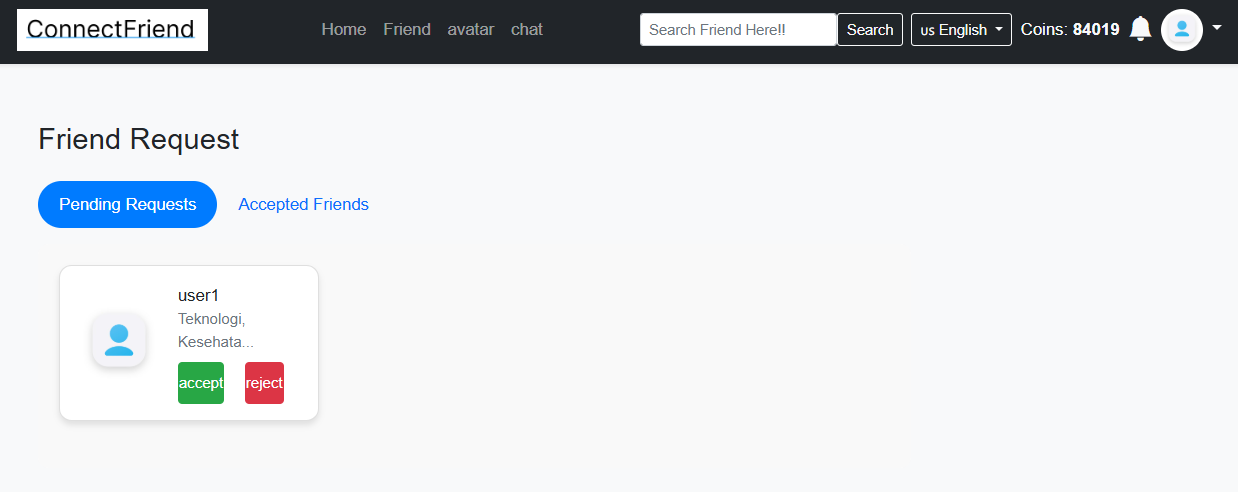 ConnectFriend
Home Friend avatar chat
Search Friend Here!!
Search
us English
Coins: 84019
Friend Request
Pending Requests
Accepted Friends
user1
Teknologi,
Kesehata...
accept
reject